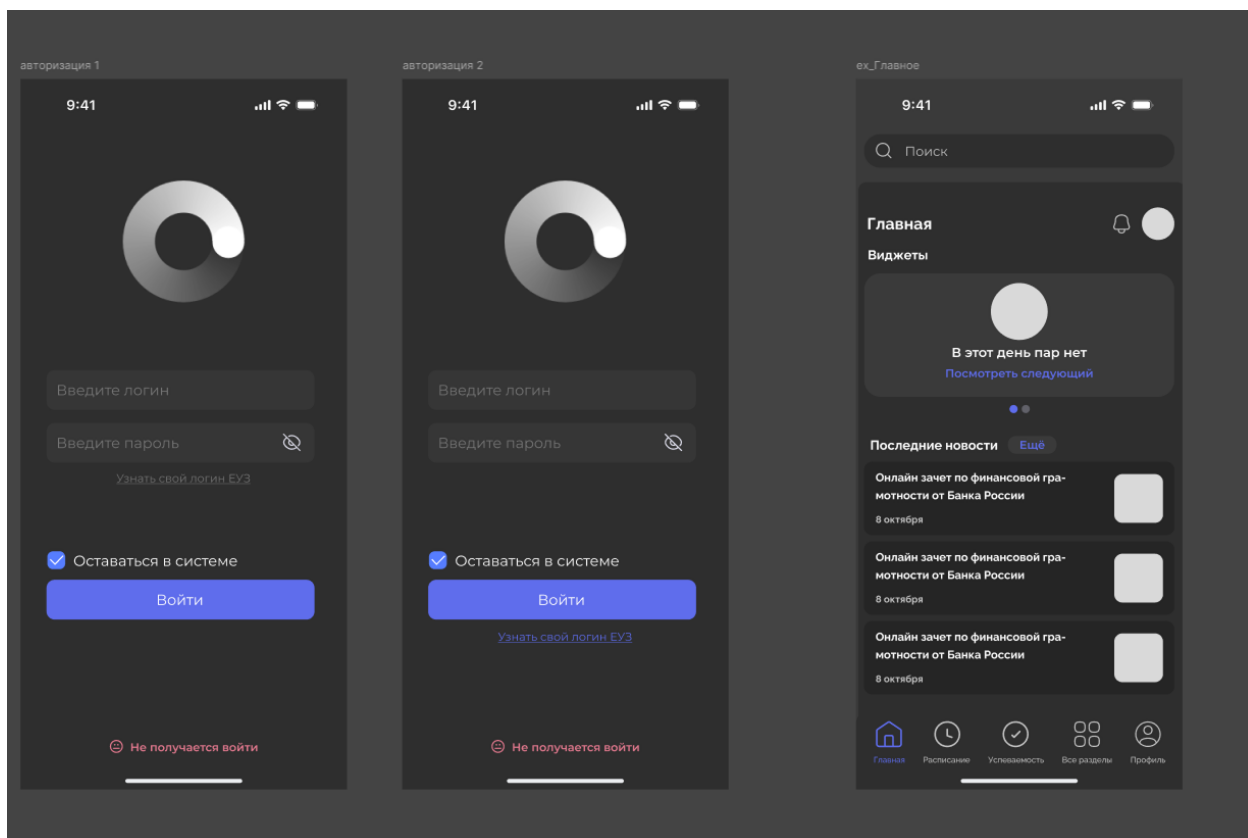 авторизация 1
9:41
Введите логин
Введите пароль
Узнать свой логин ЕУЗ
Оставаться в системе
Войти
Не получается войти
авторизация 2
9:41
Введите логин
Введите пароль
Оставаться в системе
Войти
Узнать свой логин ЕУЗ
Не получается войти
ex_Главное
9:41
Поиск
Главная
Виджеты
В этот день пар нет
Посмотреть следующий
Последние новости Ещё
Онлайн зачет по финансовой гра-
мотности от Банка России
8 октября
Онлайн зачет по финансовой гра-
мотности от Банка России
8 октября
Онлайн зачет по финансовой гра-
мотности от Банка России
8 октября
Главная Расписание Успеваемость Все разделы Профиль